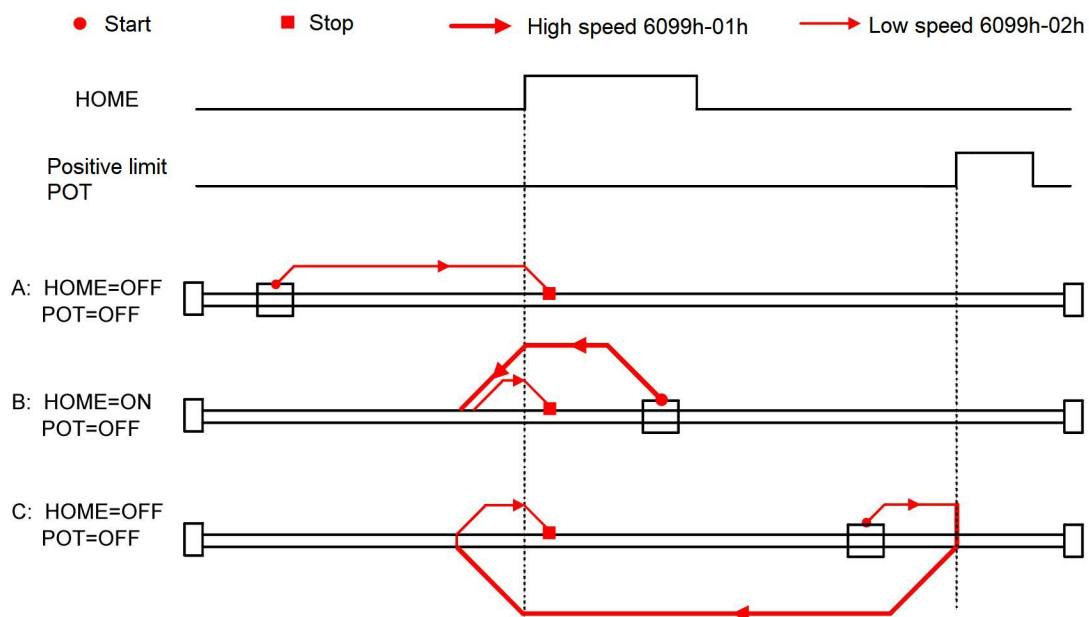 Start
Stop
High speed 6099h-01h
Low speed 6099h-02h
HOME
Positive limit
POT
A: HOME=OFF
POT=OFF
B: HOME=ON
POT=OFF
C: HOME=OFF
POT=OFF